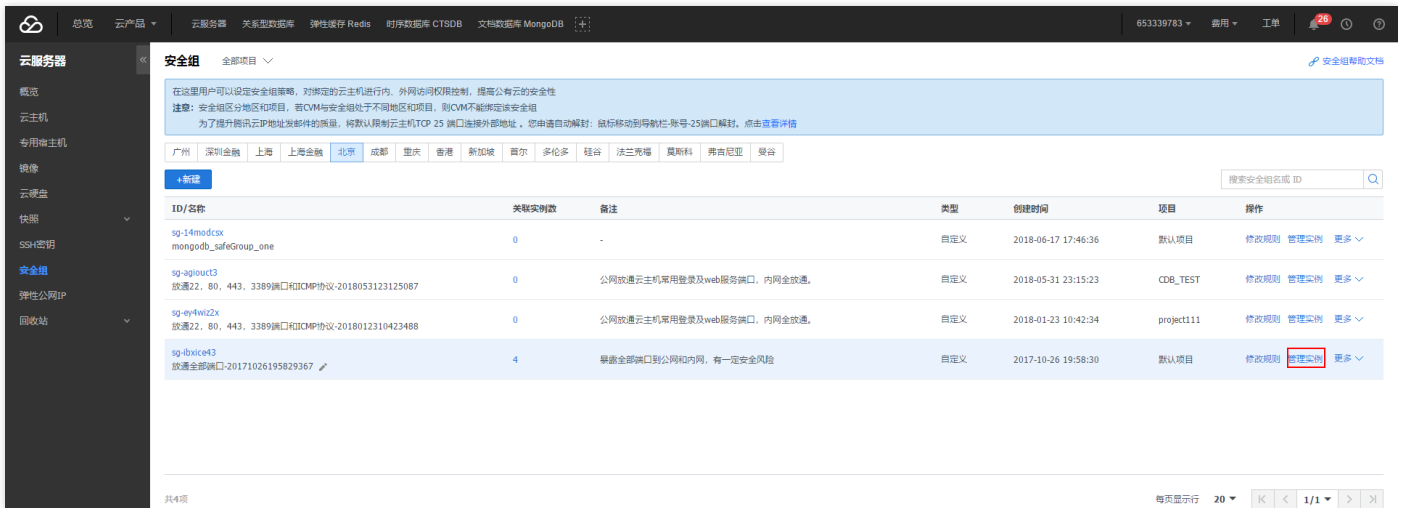 总览 云产品 云服务器 关系型数据库 弹性缓存 Redis 时序数据库 CTSDB 文档数据库 MongoDB 653339783 费用 工单 26
云服务器
概览
云主机
专用宿主机
镜像
云硬盘
快照
SSH密钥
安全组
弹性公网IP
回收站
安全组 全部项目 安全组帮助文档
在这里用户可以设定安全组策略，对绑定的云主机进行内、外网访问权限控制，提高公有云的安全性
注意：安全组区分地区和项目，若CVM与安全组处于不同地区和项目，则CVM不能绑定该安全组
为了提升腾讯云IP地址发邮件的质量，将默认限制云主机TCP 25 端口连接外部地址 。您申请自动解封：鼠标移动到导航栏-账号-25端口解封。点击查看详情
广州 深圳金融 上海 上海金融 北京 成都 重庆 香港 新加坡 首尔 多伦多 硅谷 法兰克福 莫斯科 弗吉尼亚 曼谷
+新建 搜索安全组名或 ID
ID/名称 关联实例数 备注 类型 创建时间 项目 操作
sg-14modcsx
mongodb_safeGroup_one 0 - 自定义 2018-06-17 17:46:36 默认项目 修改规则 管理实例 更多
sg-agiouct3
放通22，80，443，3389端口和ICMP协议-2018053123125087 0 公网放通云主机常用登录及web服务端口，内网全放通。 自定义 2018-05-31 23:15:23 CDB_TEST 修改规则 管理实例 更多
sg-ey4wiz2x
放通22，80，443，3389端口和ICMP协议-2018012310423488 0 公网放通云主机常用登录及web服务端口，内网全放通。 自定义 2018-01-23 10:42:34 project111 修改规则 管理实例 更多
sg-ibxice43
放通全部端口-20171026195829367 4 暴露全部端口到公网和内网，有一定安全风险 自定义 2017-10-26 19:58:30 默认项目 修改规则 管理实例 更多
共4项 每页显示行 20 1/1